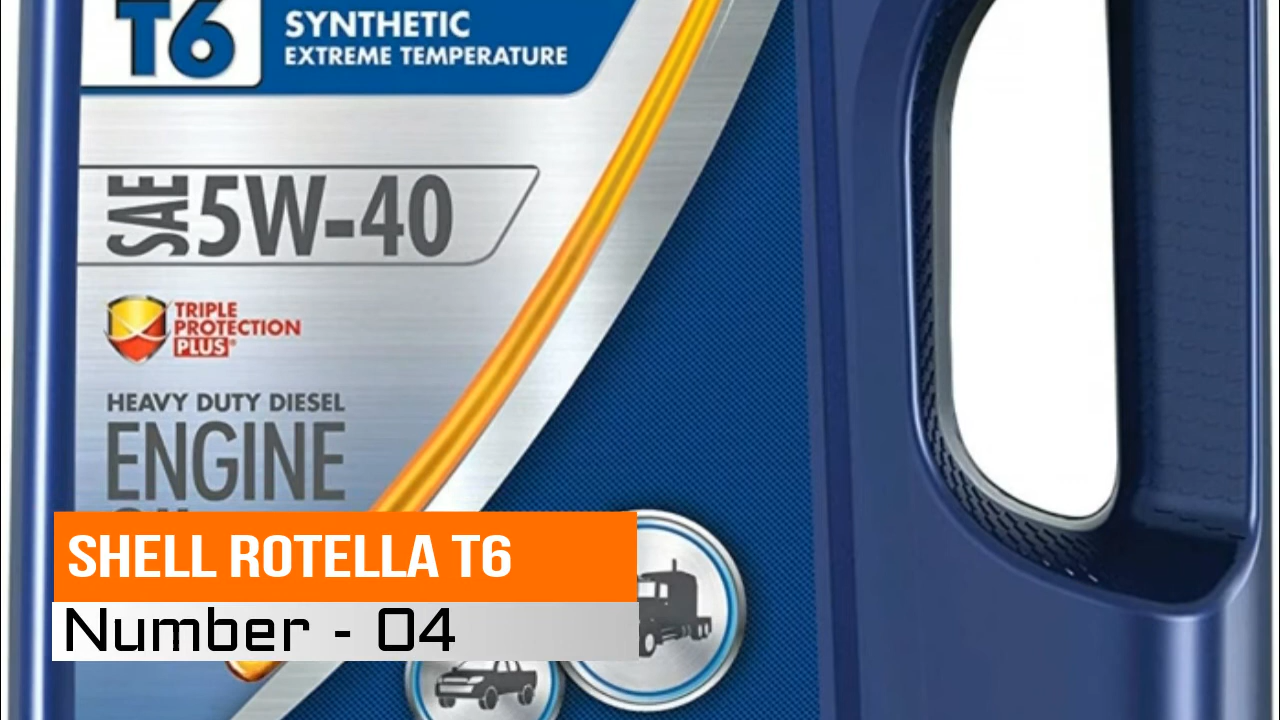 T6
SYNTHETIC
EXTREME TEMPERATURE
SAE 5W-40
TRIPLE
PROTECTION
PLUS®
HEAVY DUTY DIESEL
ENGINE
SHELL ROTELLA T6
Number - 04